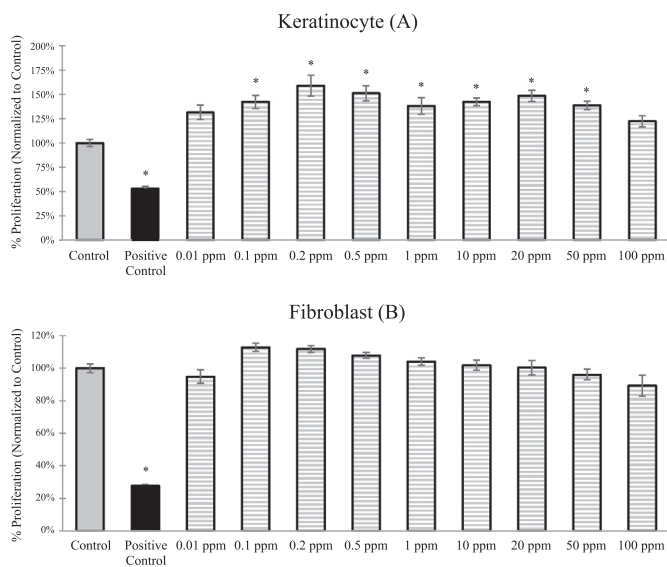 Keratinocyte (A)
% Proliferation (Normalized to Control)
200%
175%
150%
125%
100%
75%
50%
25%
0%
* * * * * * * *
Control Positive Control 0.01 ppm 0.1 ppm 0.2 ppm 0.5 ppm 1 ppm 10 ppm 20 ppm 50 ppm 100 ppm
Fibroblast (B)
% Proliferation (Normalized to Control)
120%
100%
80%
60%
40%
20%
0%
*
Control Positive Control 0.01 ppm 0.1 ppm 0.2 ppm 0.5 ppm 1 ppm 10 ppm 20 ppm 50 ppm 100 ppm